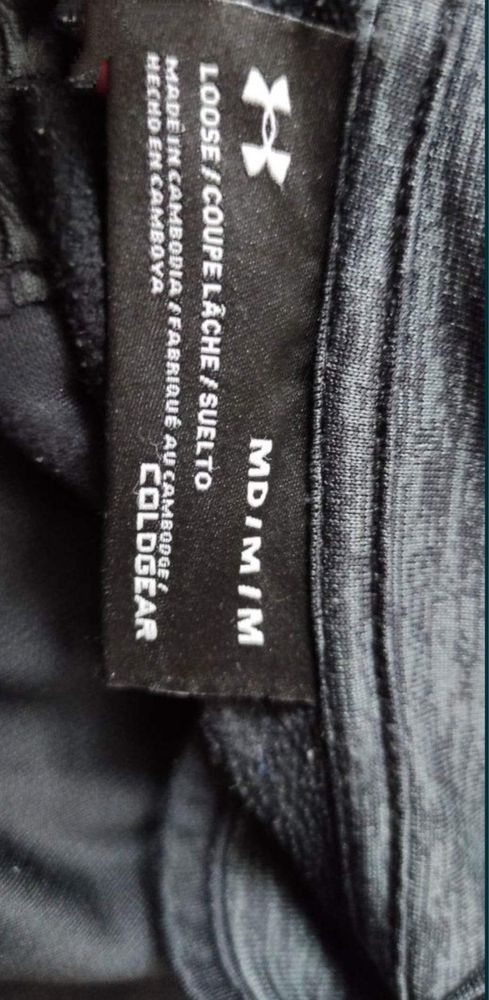 MD / M / M
LOOSE / COUPE LÂCHE / SUELTO
MADE IN CAMBODIA / FABRIQUÉ AU CAMBODGE /
HECHO EN CAMBOYA
COLDGEAR